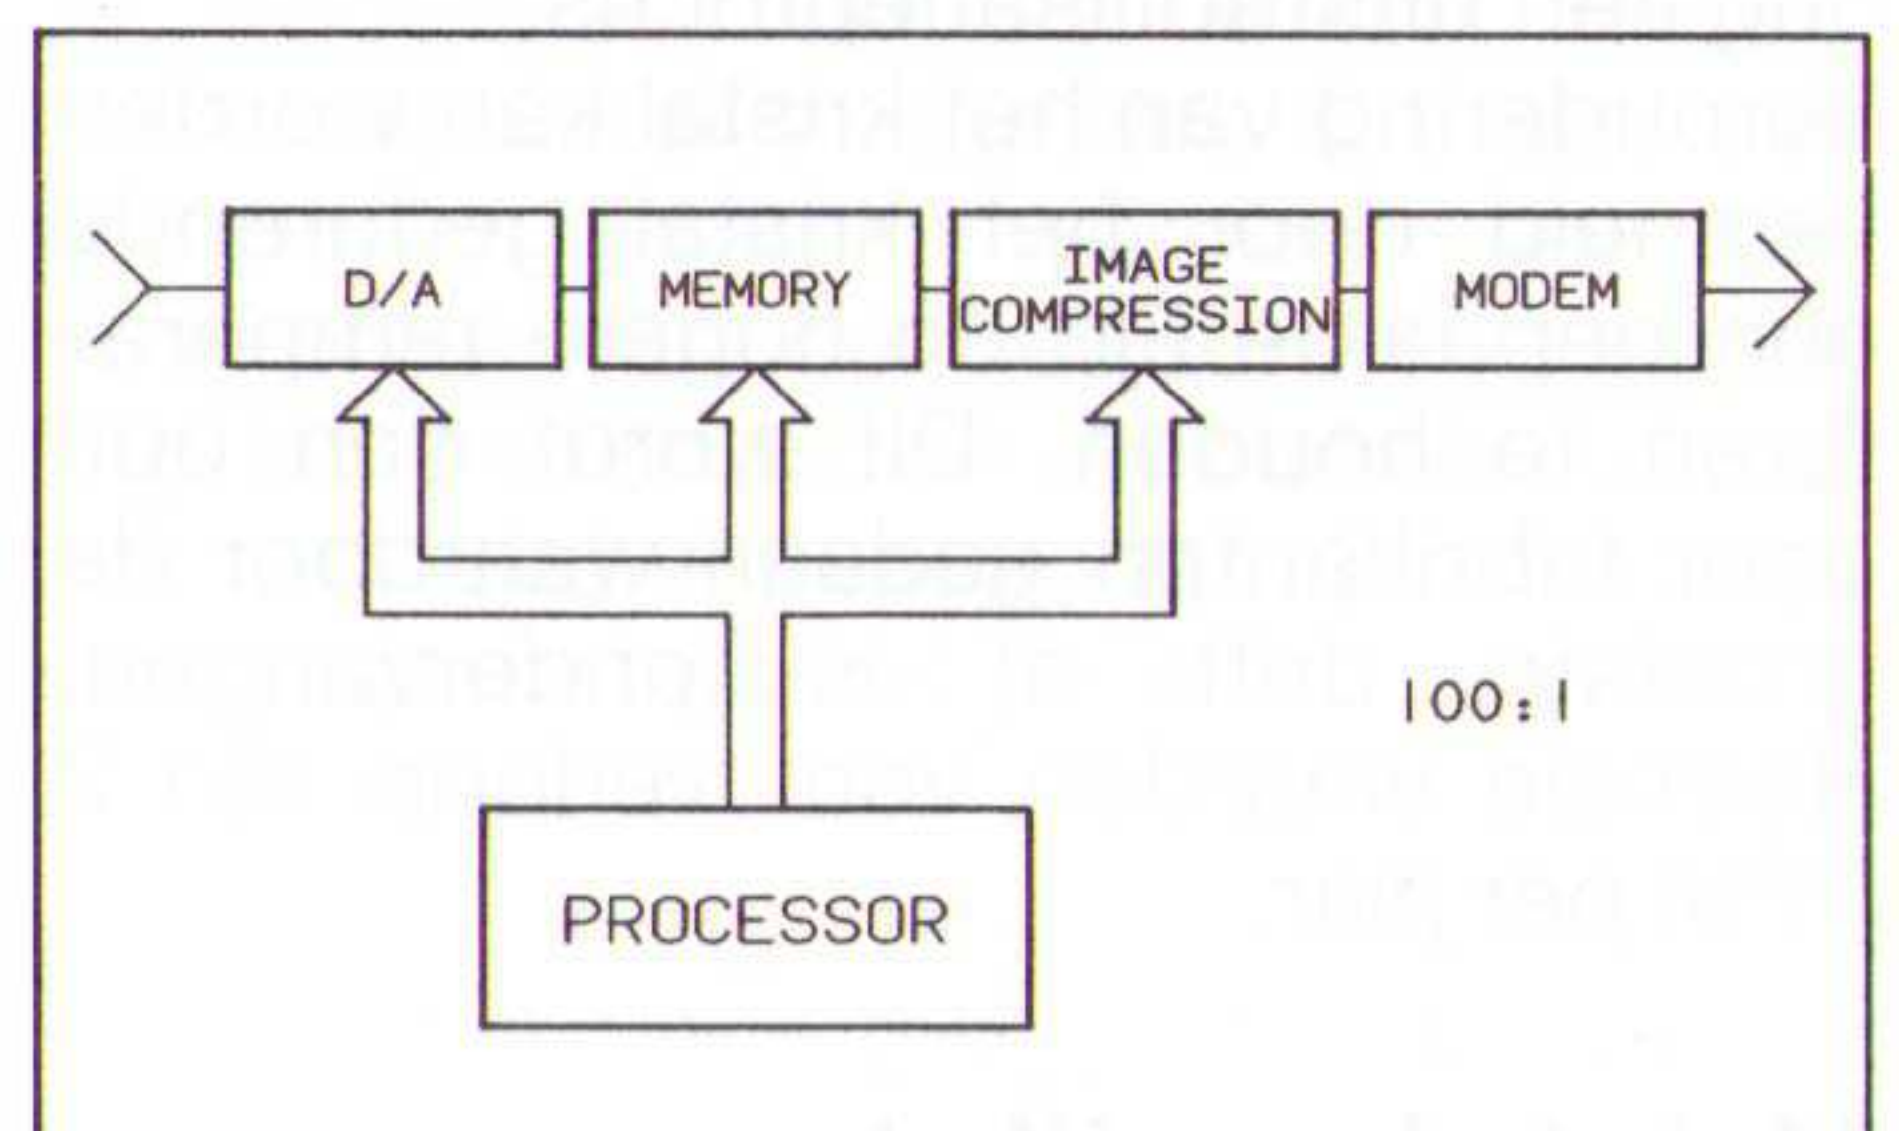 D/A
MEMORY
IMAGE
COMPRESSION
MODEM
100:1
PROCESSOR